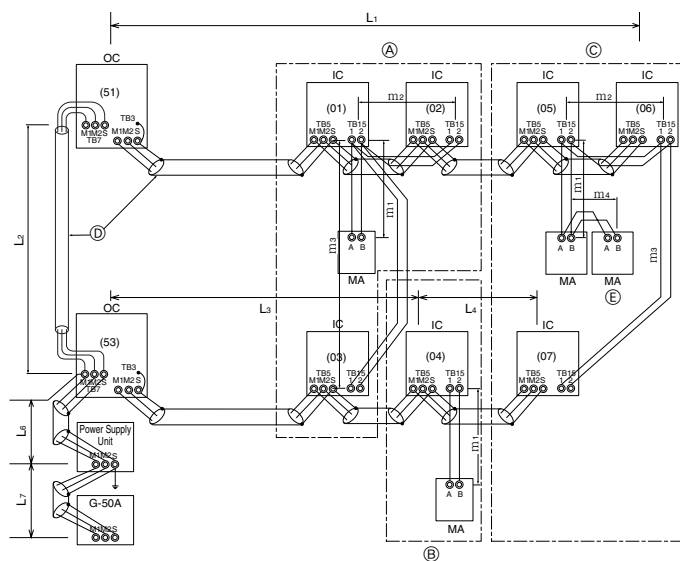 L1
A
C
OC
IC
IC
IC
IC
(51)
(01)
m2
(02)
(05)
m2
(06)
TB3
M1M2S
TB7
M1M2S
TB5
M1M2S
TB15
1 2
TB5
M1M2S
TB15
1 2
TB5
M1M2S
TB15
1 2
TB5
M1M2S
TB15
1 2
L2
D
m3
m1
m1
m4
m3
A B
MA
A B
MA
A B
MA
E
OC
L3
L4
(53)
IC
(03)
IC
(04)
IC
(07)
TB3
M1M2S
TB7
M1M2S
TB5
M1M2S
TB15
1 2
TB5
M1M2S
TB15
1 2
TB5
M1M2S
TB15
1 2
L6
Power Supply
Unit
M1M2S
m1
A B
MA
L7
G-50A
M1M2S
B